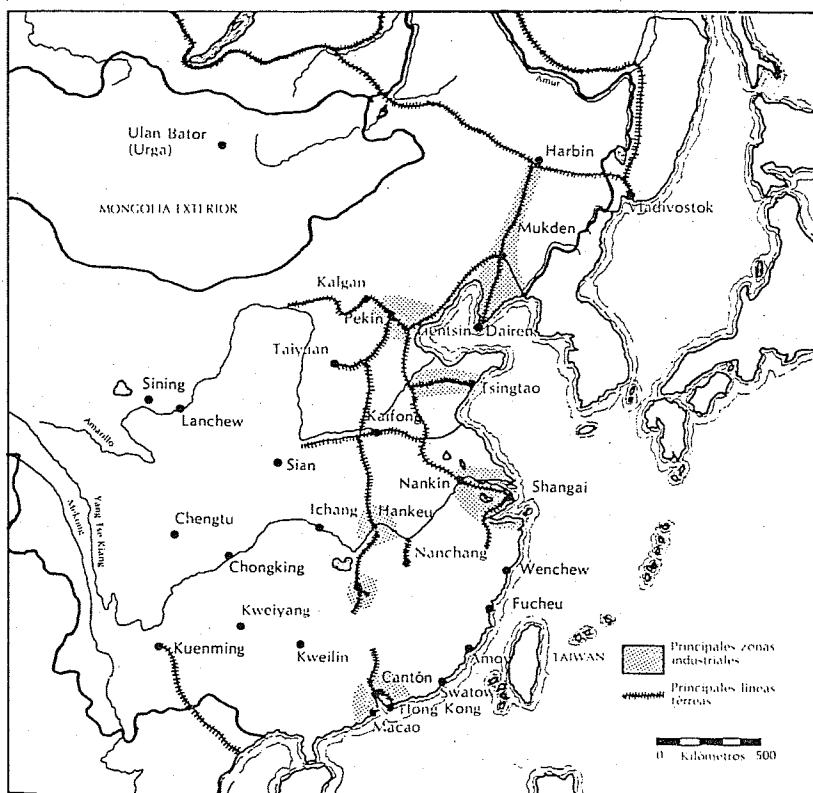 Amur
Ulan Bator
(Urga)
Harbin
MONGOLIA EXTERIOR
Vladivostok
Mukden
Kalgan
Pekin
Tientsin
Dairen
Taiyuan
Tsingtao
Sining
Lanchew
Kaifong
Amarillo
Sian
Nankin
Shangai
Yang Tse Kiang
Mekong
Ichang
Hankeu
Chengtu
Nanchang
Chongking
Wenchew
Kweiyang
Fucheu
Kuenming
Kweilin
Amoy
TAIWAN
Cantón
Swatow
Hong Kong
Macao
Principales zonas
industriales
Principales líneas
férreas
0 Kilómetros 500